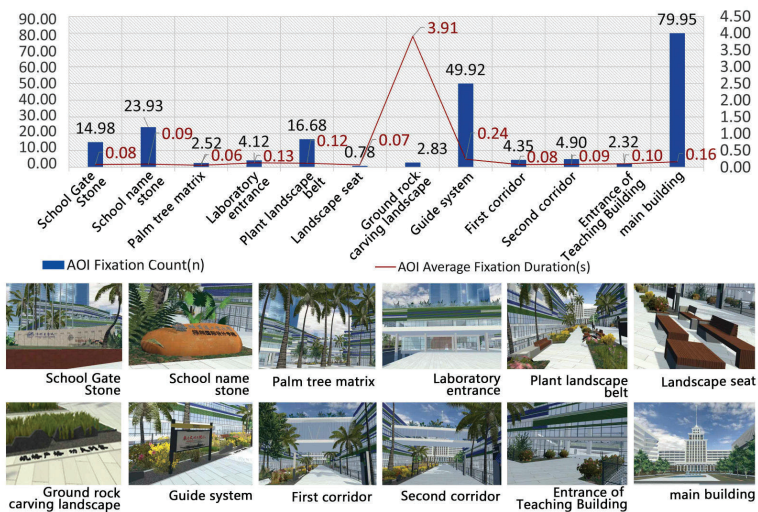 90.00
80.00
70.00
60.00
50.00
40.00
30.00
20.00
10.00
0.00
4.50
4.00
3.50
3.00
2.50
2.00
1.50
1.00
0.50
0.00
14.98
23.93
2.52
4.12
16.68
0.78
2.83
49.92
4.35
4.90
2.32
79.95
0.08
0.09
0.06
0.13
0.12
0.07
3.91
0.24
0.08
0.09
0.10
0.16
School Gate
Stone
School name
stone
Palm tree matrix
Laboratory
entrance
Plant landscape
belt
Landscape seat
Ground rock
carving landscape
Guide system
First corridor
Second corridor
Entrance of
Teaching Building
main building
AOI Fixation Count(n)
AOI Average Fixation Duration(s)
School Gate
Stone
School name
stone
Palm tree matrix
Laboratory
entrance
Plant landscape
belt
Landscape seat
Ground rock
carving landscape
Guide system
First corridor
Second corridor
Entrance of
Teaching Building
main building